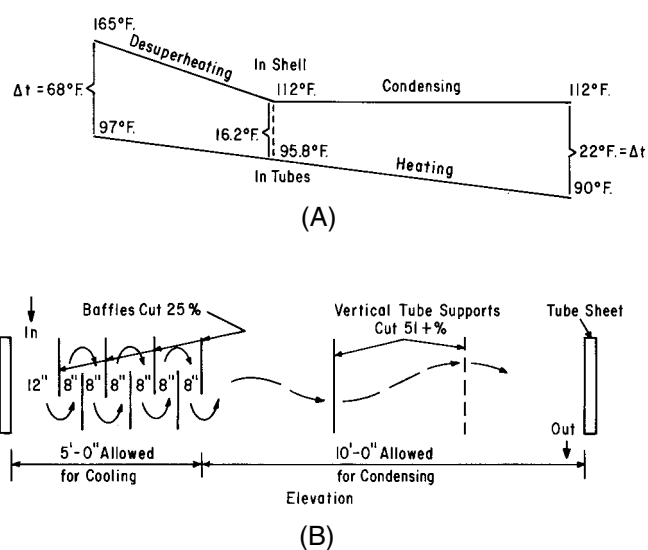 165°F.
Desuperheating
In Shell
112°F.
Condensing
112°F.
Δt = 68°F.
16.2°F.
97°F.
95.8°F.
22°F. = Δt
Heating
In Tubes
90°F.
(A)
In
Baffles Cut 25%
Vertical Tube Supports
Cut 51+%
Tube Sheet
12" 8" 8" 8" 8" 8" 8"
Out
5'-0" Allowed
for Cooling
10'-0" Allowed
for Condensing
Elevation
(B)